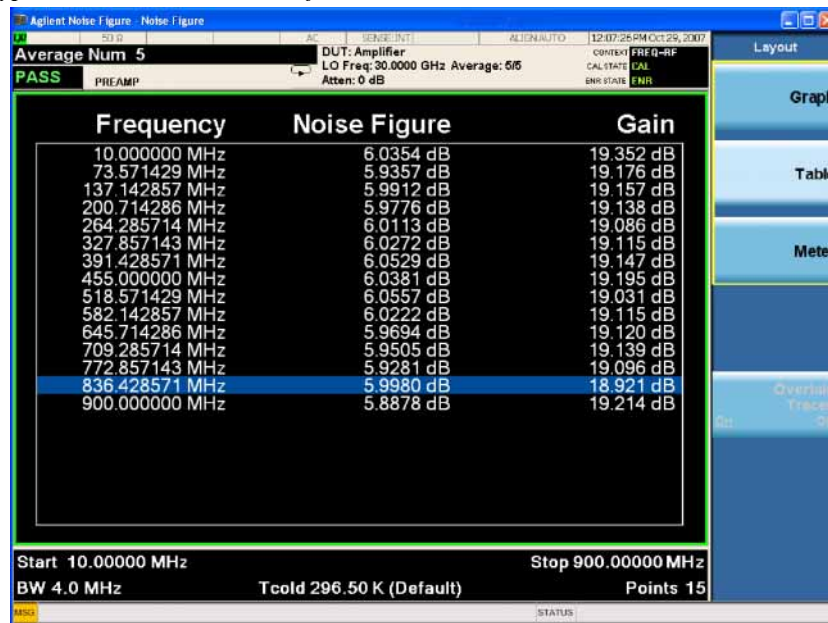 Agilent Noise Figure - Noise Figure
50 Ω AC SENSE:INT ALIGNAUTO 12:07:26 PM Oct 29, 2007
Average Num 5
DUT: Amplifier
LO Freq: 30.0000 GHz Average: 5/5
Atten: 0 dB
CONTEXT FREQ-RF
CAL STATE CAL
ENR STATE ENR
PASS PREAMP
Layout
Grap
Tabl
Mete
Frequency Noise Figure Gain
10.000000 MHz 6.0354 dB 19.352 dB
73.571429 MHz 5.9357 dB 19.176 dB
137.142857 MHz 5.9912 dB 19.157 dB
200.714286 MHz 5.9776 dB 19.138 dB
264.285714 MHz 6.0113 dB 19.086 dB
327.857143 MHz 6.0272 dB 19.115 dB
391.428571 MHz 6.0529 dB 19.147 dB
455.000000 MHz 6.0381 dB 19.195 dB
518.571429 MHz 6.0557 dB 19.031 dB
582.142857 MHz 6.0222 dB 19.115 dB
645.714286 MHz 5.9694 dB 19.120 dB
709.285714 MHz 5.9505 dB 19.139 dB
772.857143 MHz 5.9281 dB 19.096 dB
836.428571 MHz 5.9980 dB 18.921 dB
900.000000 MHz 5.8878 dB 19.214 dB
Start 10.00000 MHz Stop 900.00000 MHz
BW 4.0 MHz Tcold 296.50 K (Default) Points 15
MSG STATUS